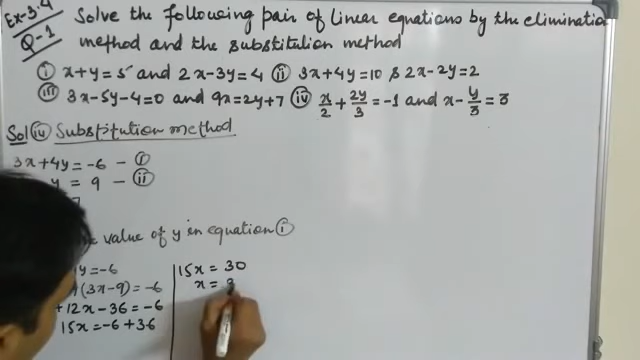 Ex-3.4
Q-1
Solve the following pair of linear equations by the elimination
method and the substitution method
(i) x+y=5 and 2x-3y=4 (ii) 3x+4y=10 & 2x-2y=2
(iii) 3x-5y-4=0 and 9x=2y+7 (iv) x/2 + 2y/3 = -1 and x - y/3 = 3
Sol (iv) Substitution method
3x+4y = -6 - (i)
y = 9 - (ii)
value of y in equation (i)
y = -6
(3x-9) = -6
+12x-36 = -6
15x = -6+36
15x = 30
x =